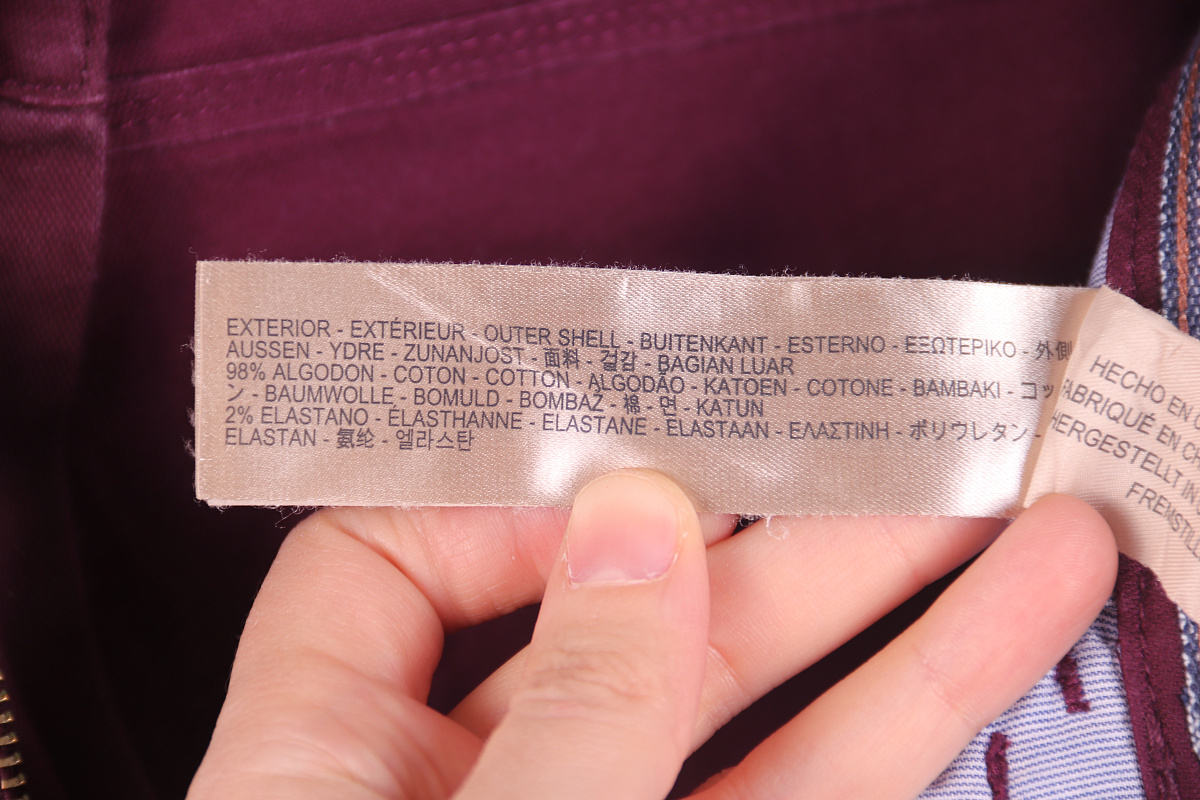 EXTERIOR - EXTÉRIEUR - OUTER SHELL - BUITENKANT - ESTERNO - ΕΞΩΤΕΡΙΚΟ - 外側
AUSSEN - YDRE - ZUNANJOST - 面料 - 겉감 - BAGIAN LUAR
98% ALGODON - COTON - COTTON - ALGODÃO - KATOEN - COTONE - BAMBAKI - コッ
ン - BAUMWOLLE - BOMULD - BOMBAŽ - 棉 - 면 - KATUN
2% ELASTANO - ÉLASTHANNE - ELASTANE - ELASTAAN - ΕΛΑΣΤΙΝΗ - ポリウレタン -
ELASTAN - 氨纶 - 엘라스탄
HECHO EN
FABRIQUÉ EN
HERGESTELLT IN